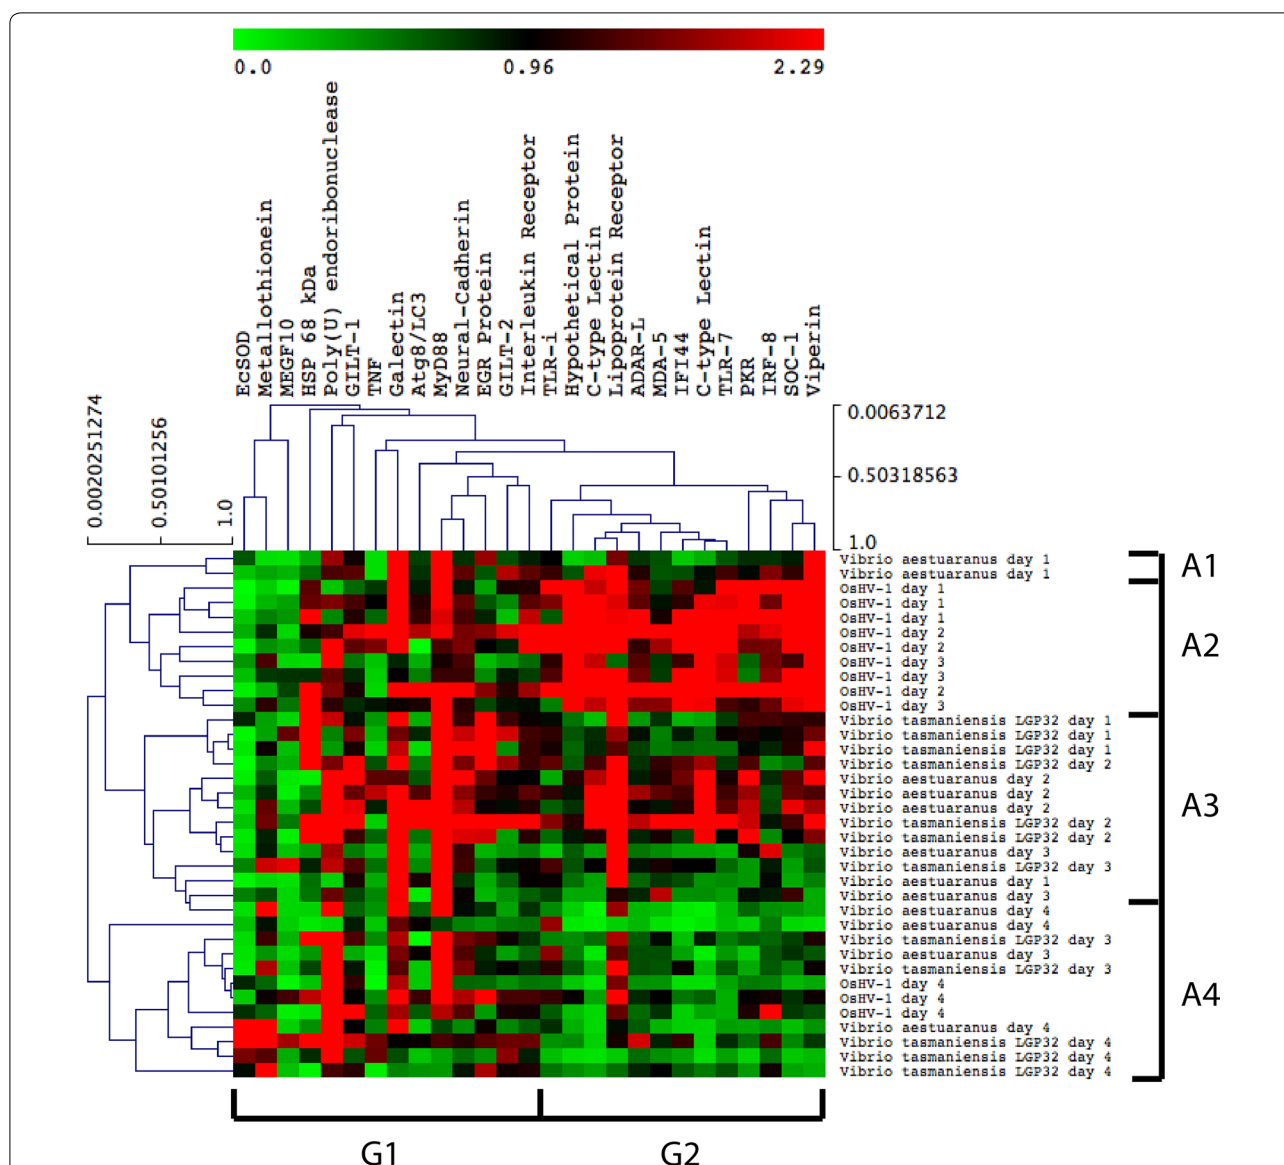 0.0 0.96 2.29
EcSOD
Metallothionein
MEGF10
HSP 68 kDa
Poly(U) endoribonuclease
GILT-1
TNF
Galectin
Atg8/LC3
MyD88
Neural-Cadherin
EGR Protein
GILT-2
Interleukin Receptor
TLR-i
Hypothetical Protein
C-type Lectin
Lipoprotein Receptor
ADAR-L
MDA-5
IFI44
C-type Lectin
TLR-7
PKR
IRF-8
SOC-1
Viperin
0.0020251274
0.50101256
1.0
0.0063712
0.50318563
1.0
Vibrio aestuaranus day 1
Vibrio aestuaranus day 1
OsHV-1 day 1
OsHV-1 day 1
OsHV-1 day 1
OsHV-1 day 2
OsHV-1 day 2
OsHV-1 day 3
OsHV-1 day 3
OsHV-1 day 2
OsHV-1 day 3
Vibrio tasmaniensis LGP32 day 1
Vibrio tasmaniensis LGP32 day 1
Vibrio tasmaniensis LGP32 day 1
Vibrio tasmaniensis LGP32 day 2
Vibrio aestuaranus day 2
Vibrio aestuaranus day 2
Vibrio aestuaranus day 2
Vibrio tasmaniensis LGP32 day 2
Vibrio tasmaniensis LGP32 day 2
Vibrio aestuaranus day 3
Vibrio tasmaniensis LGP32 day 3
Vibrio aestuaranus day 1
Vibrio aestuaranus day 3
Vibrio aestuaranus day 4
Vibrio aestuaranus day 4
Vibrio tasmaniensis LGP32 day 3
Vibrio aestuaranus day 3
Vibrio tasmaniensis LGP32 day 3
OsHV-1 day 4
OsHV-1 day 4
OsHV-1 day 4
Vibrio aestuaranus day 4
Vibrio tasmaniensis LGP32 day 4
Vibrio tasmaniensis LGP32 day 4
Vibrio tasmaniensis LGP32 day 4
A1
A2
A3
A4
G1 G2